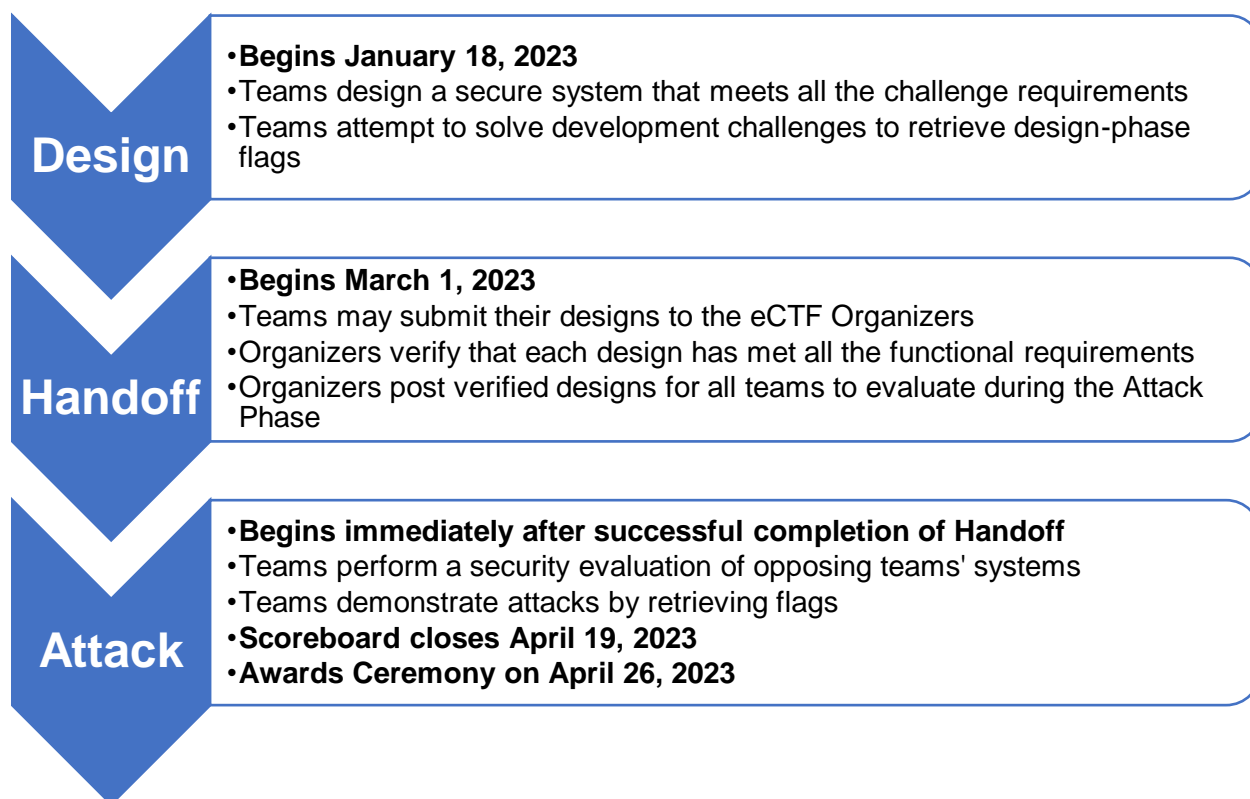 Design
•Begins January 18, 2023
•Teams design a secure system that meets all the challenge requirements
•Teams attempt to solve development challenges to retrieve design-phase
flags
Handoff
•Begins March 1, 2023
•Teams may submit their designs to the eCTF Organizers
•Organizers verify that each design has met all the functional requirements
•Organizers post verified designs for all teams to evaluate during the Attack
Phase
Attack
•Begins immediately after successful completion of Handoff
•Teams perform a security evaluation of opposing teams' systems
•Teams demonstrate attacks by retrieving flags
•Scoreboard closes April 19, 2023
•Awards Ceremony on April 26, 2023